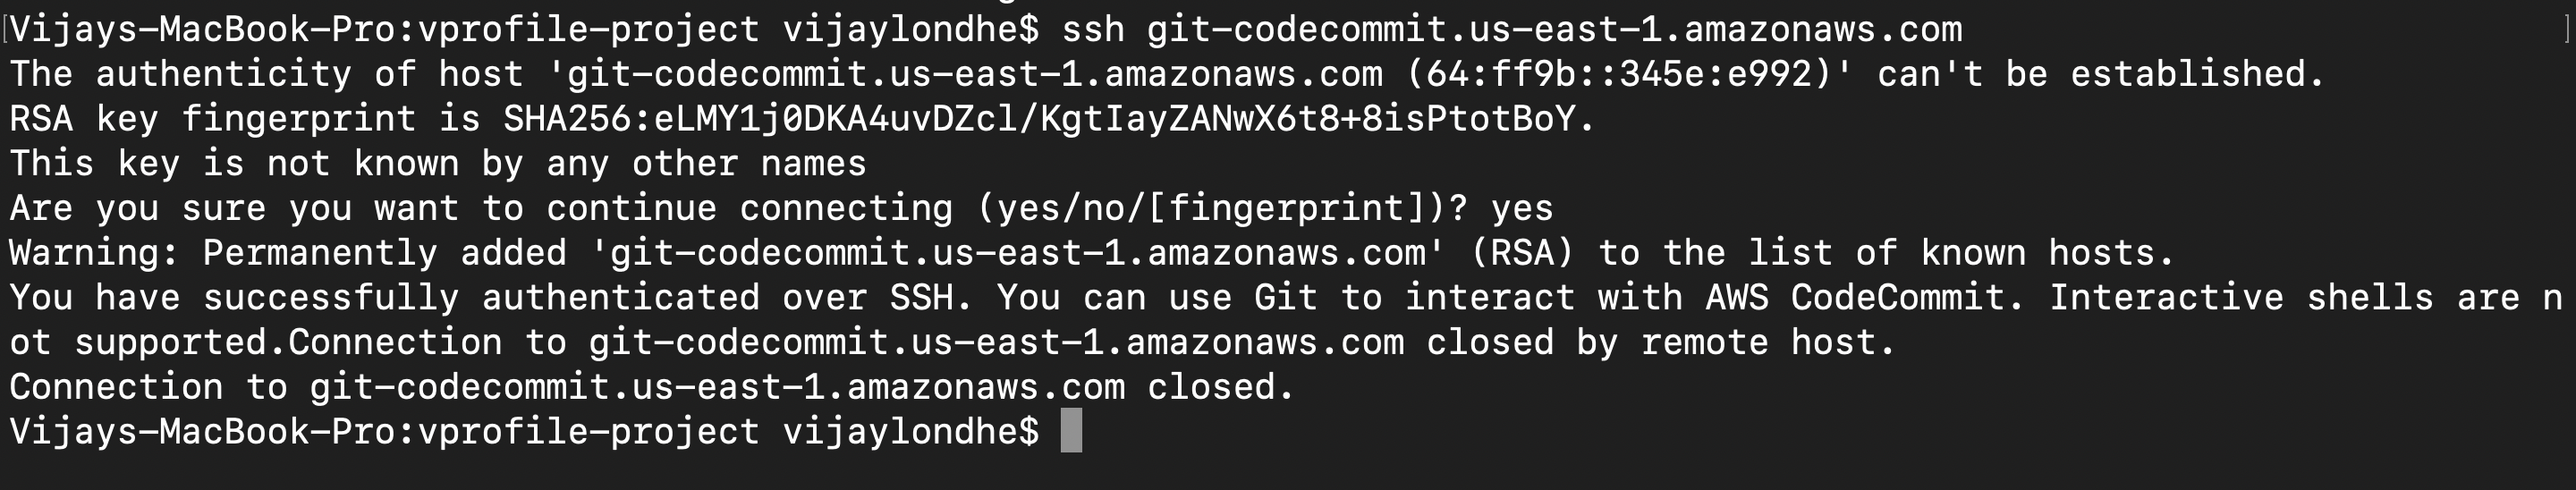 [Vijays-MacBook-Pro:vprofile-project vijaylondhe$ ssh git-codecommit.us-east-1.amazonaws.com ]
The authenticity of host 'git-codecommit.us-east-1.amazonaws.com (64:ff9b::345e:e992)' can't be established.
RSA key fingerprint is SHA256:eLMY1j0DKA4uvDZcl/KgtIayZANwX6t8+8isPtotBoY.
This key is not known by any other names
Are you sure you want to continue connecting (yes/no/[fingerprint])? yes
Warning: Permanently added 'git-codecommit.us-east-1.amazonaws.com' (RSA) to the list of known hosts.
You have successfully authenticated over SSH. You can use Git to interact with AWS CodeCommit. Interactive shells are n
ot supported.Connection to git-codecommit.us-east-1.amazonaws.com closed by remote host.
Connection to git-codecommit.us-east-1.amazonaws.com closed.
Vijays-MacBook-Pro:vprofile-project vijaylondhe$